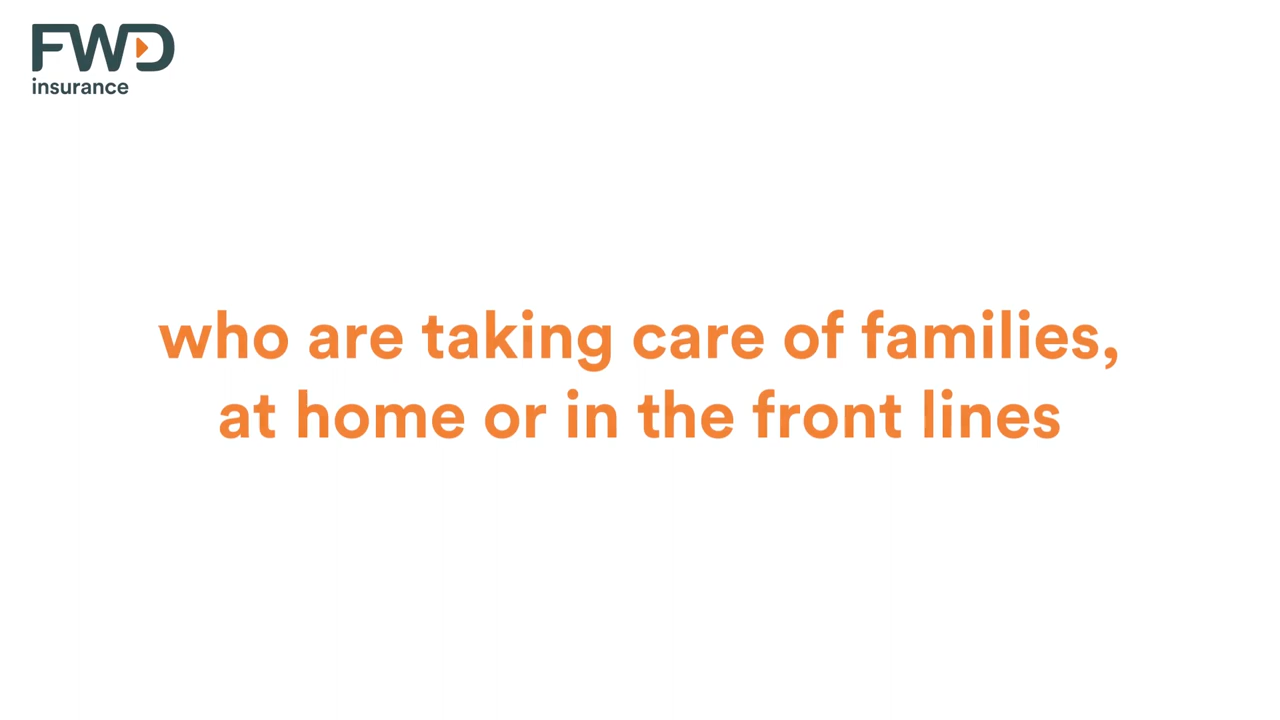 FWD
insurance
who are taking care of families,
at home or in the front lines